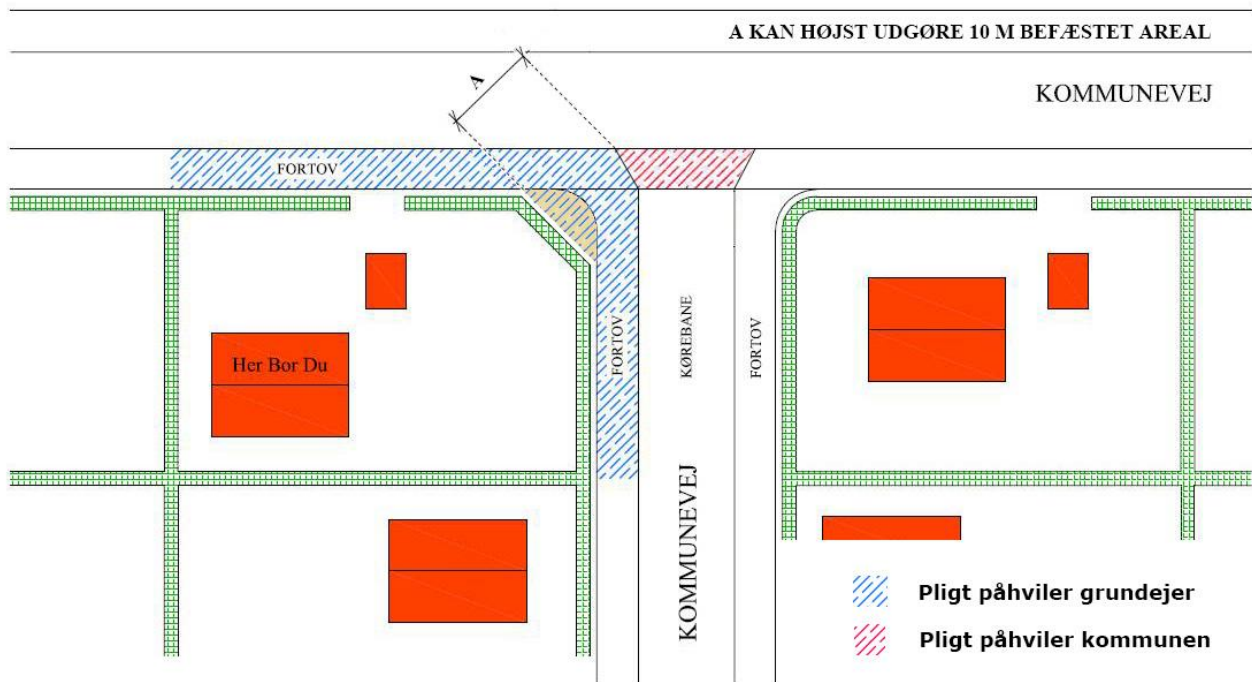 A KAN HØJST UDGØRE 10 M BEFÆSTET AREAL
A
KOMMUNEVEJ
FORTOV
Her Bor Du
FORTOV
KØREBANE
FORTOV
KOMMUNEVEJ
Pligt påhviler grundejer
Pligt påhviler kommunen